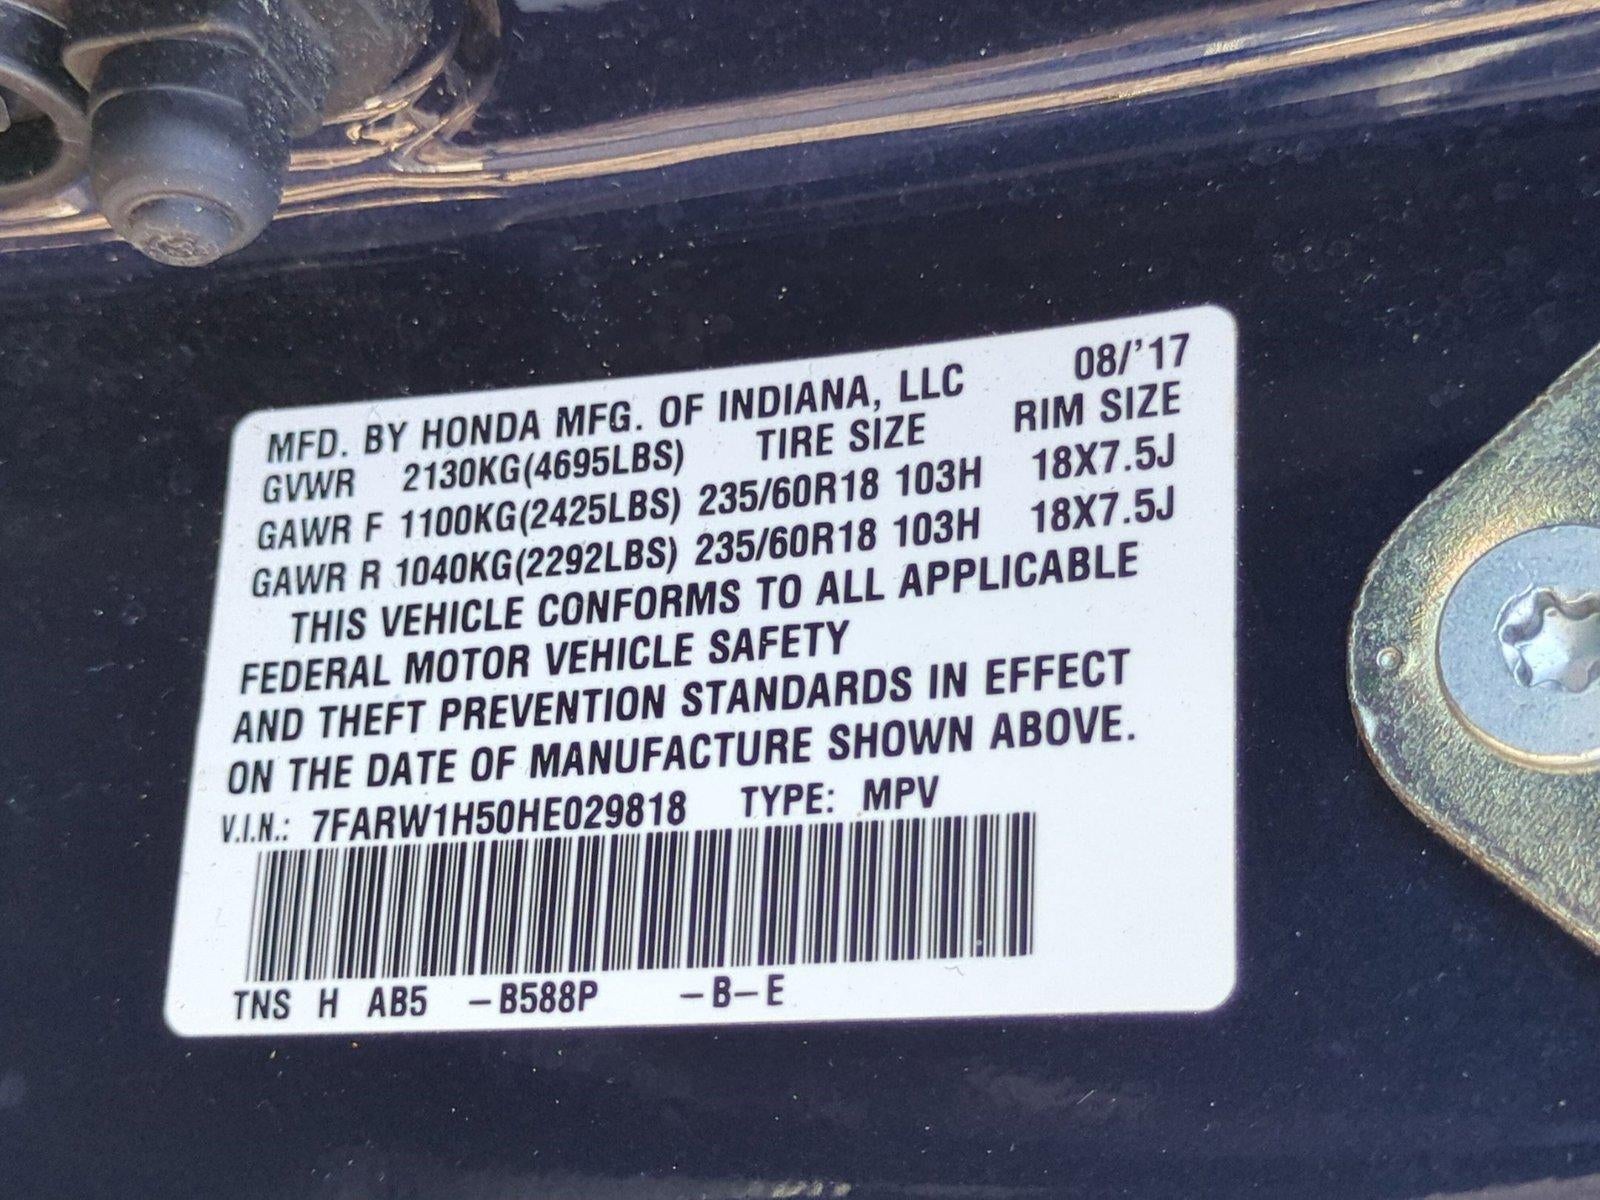 MFD. BY HONDA MFG. OF INDIANA, LLC 08/'17
GVWR 2130KG(4695LBS) TIRE SIZE RIM SIZE
GAWR F 1100KG(2425LBS) 235/60R18 103H 18X7.5J
GAWR R 1040KG(2292LBS) 235/60R18 103H 18X7.5J
THIS VEHICLE CONFORMS TO ALL APPLICABLE
FEDERAL MOTOR VEHICLE SAFETY
AND THEFT PREVENTION STANDARDS IN EFFECT
ON THE DATE OF MANUFACTURE SHOWN ABOVE.
V.I.N.: 7FARW1H50HE029818 TYPE: MPV
TNS H AB5 -B588P -B-E